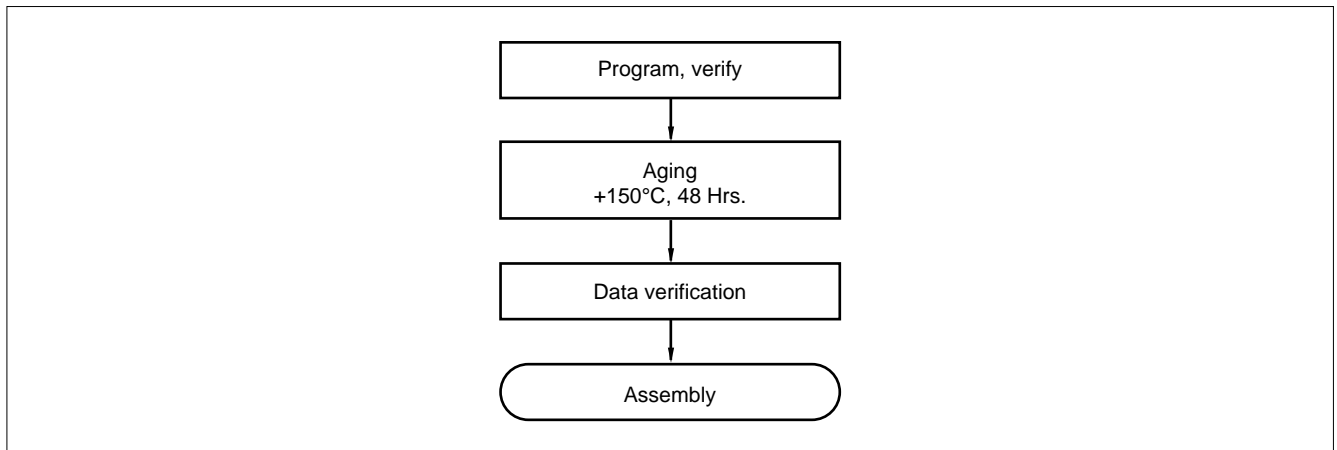 Program, verify
Aging
+150°C, 48 Hrs.
Data verification
Assembly